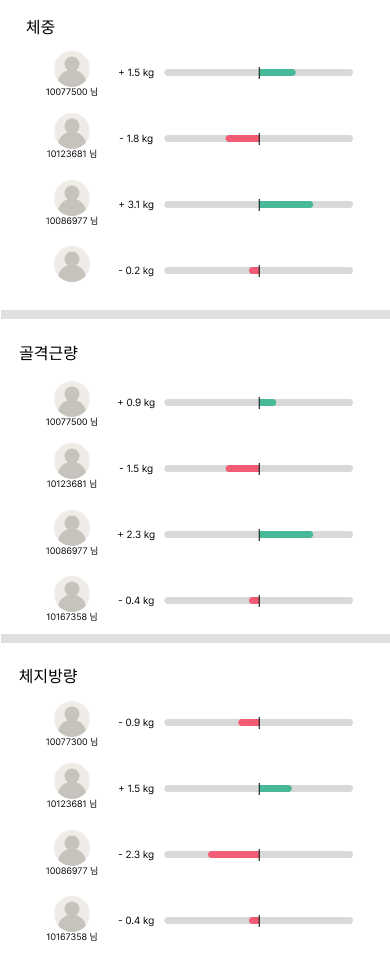 체중
+ 1.5 kg
10077500 님
- 1.8 kg
10123681 님
+ 3.1 kg
10086977 님
- 0.2 kg
골격근량
+ 0.9 kg
10077500 님
- 1.5 kg
10123681 님
+ 2.3 kg
10086977 님
- 0.4 kg
10167358 님
체지방량
- 0.9 kg
10077300 님
+ 1.5 kg
10123681 님
- 2.3 kg
10086977 님
- 0.4 kg
10167358 님